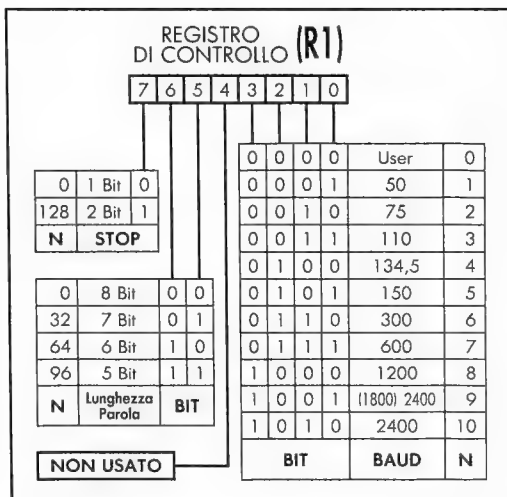 REGISTRO
DI CONTROLLO (R1)
7 6 5 4 3 2 1 0
0 1 Bit 0
128 2 Bit 1
N STOP
0 8 Bit 0 0
32 7 Bit 0 1
64 6 Bit 1 0
96 5 Bit 1 1
N Lunghezza Parola BIT
NON USATO
0 0 0 0 User 0
0 0 0 1 50 1
0 0 1 0 75 2
0 0 1 1 110 3
0 1 0 0 134,5 4
0 1 0 1 150 5
0 1 1 0 300 6
0 1 1 1 600 7
1 0 0 0 1200 8
1 0 0 1 (1800) 2400 9
1 0 1 0 2400 10
BIT BAUD N